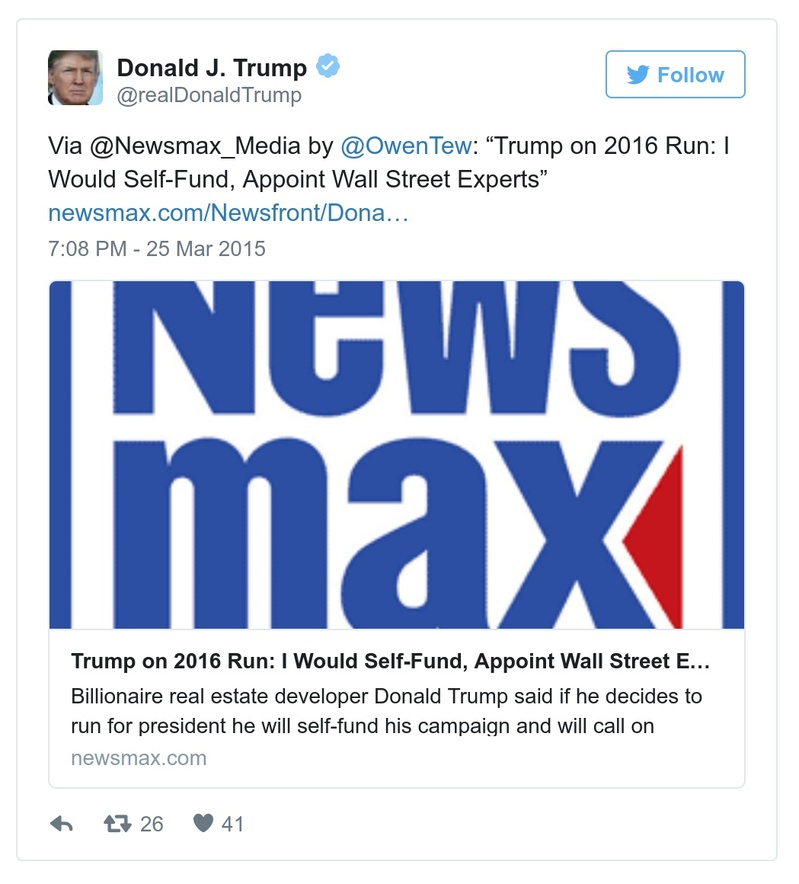 Donald J. Trump
@realDonaldTrump
Follow
Via @Newsmax_Media by @OwenTew: “Trump on 2016 Run: I
Would Self-Fund, Appoint Wall Street Experts”
newsmax.com/Newsfront/Dona…
7:08 PM - 25 Mar 2015
News
max
Trump on 2016 Run: I Would Self-Fund, Appoint Wall Street E…
Billionaire real estate developer Donald Trump said if he decides to
run for president he will self-fund his campaign and will call on
newsmax.com
26
41